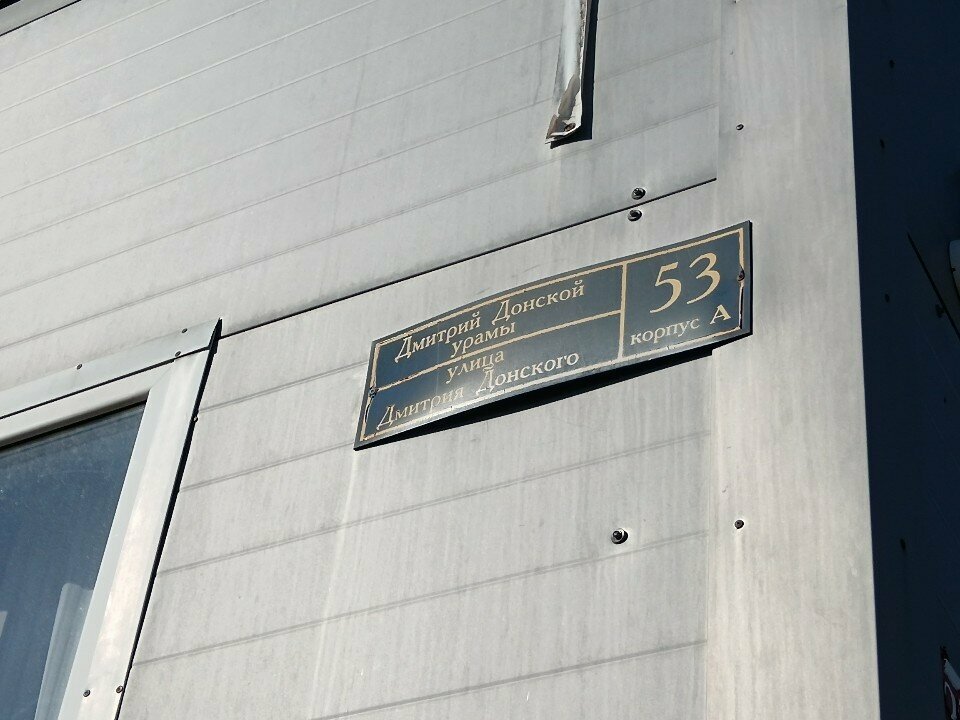 Дмитрий Донской
урамы
улица
Дмитрия Донского
53
корпус А